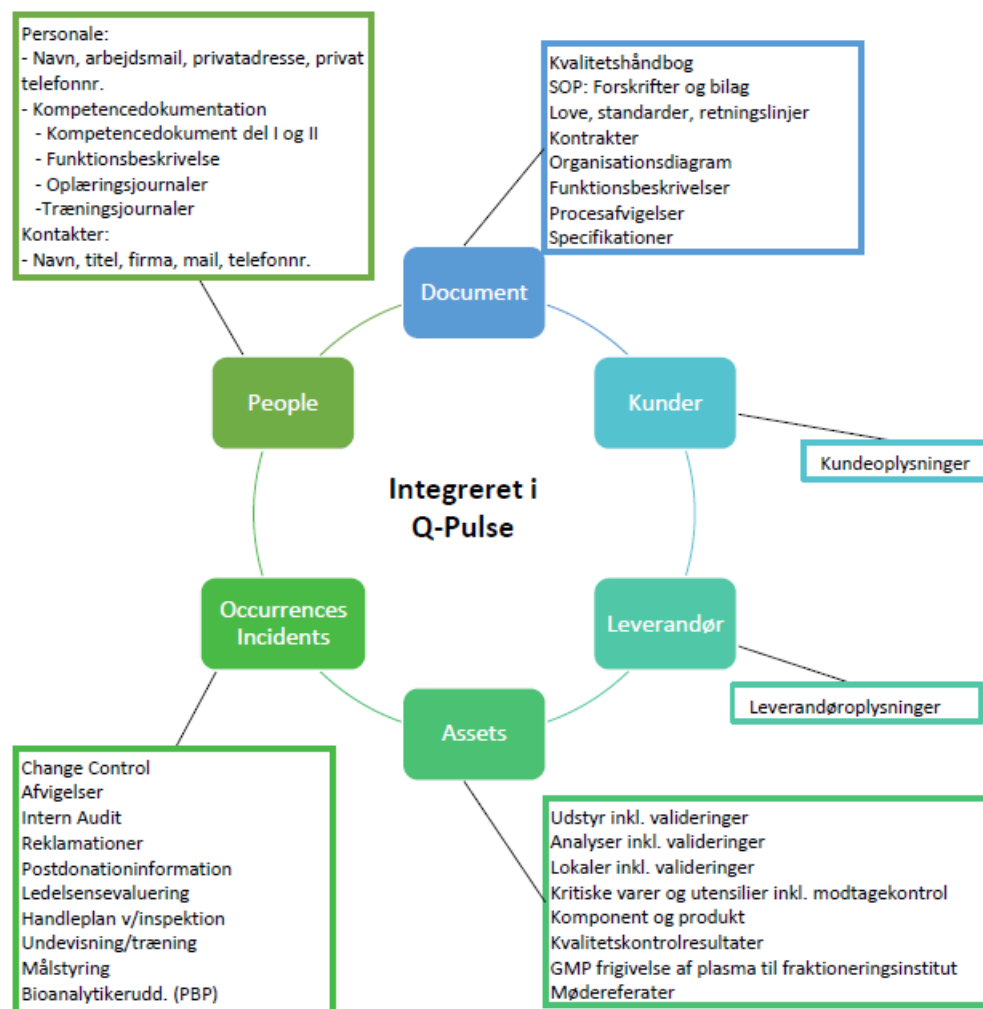 Personale:
- Navn, arbejdsmail, privatadresse, privat
telefonnr.
- Kompetencedokumentation
- Kompetencedokument del I og II
- Funktionsbeskrivelse
- Oplæringsjournaler
-Træningsjournaler
Kontakter:
- Navn, titel, firma, mail, telefonnr.
Kvalitetshåndbog
SOP: Forskrifter og bilag
Love, standarder, retningslinjer
Kontrakter
Organisationsdiagram
Funktionsbeskrivelser
Procesafvigelser
Specifikationer
Document
People
Kunder
Kundeoplysninger
Integreret i
Q-Pulse
Occurrences
Incidents
Leverandør
Leverandøroplysninger
Assets
Change Control
Afvigelser
Intern Audit
Reklamationer
Postdonationinformation
Ledelsensevaluering
Handleplan v/inspektion
Undevisning/træning
Målstyring
Bioanalytikerudd. (PBP)
Udstyr inkl. valideringer
Analyser inkl. valideringer
Lokaler inkl. valideringer
Kritiske varer og utensilier inkl. modtagekontrol
Komponent og produkt
Kvalitetskontrolresultater
GMP frigivelse af plasma til fraktioneringsinstitut
Mødereferater